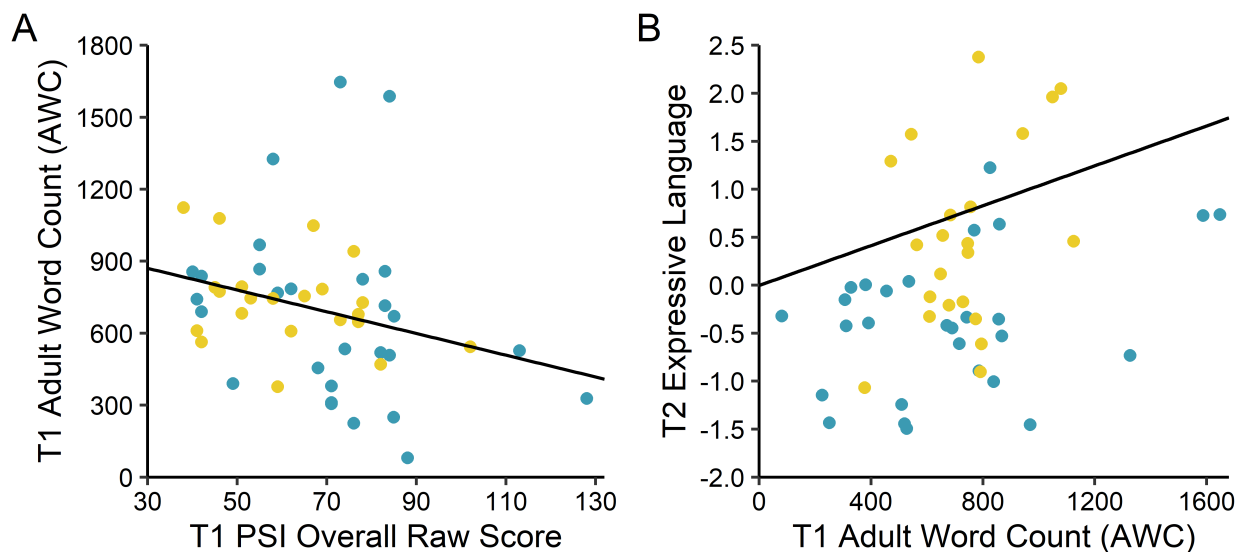 A
B
T1 Adult Word Count (AWC)
1800
1500
1200
900
600
300
0
30 50 70 90 110 130
T1 PSI Overall Raw Score
T2 Expressive Language
2.5
2.0
1.5
1.0
0.5
0.0
-0.5
-1.0
-1.5
-2.0
0 400 800 1200 1600
T1 Adult Word Count (AWC)